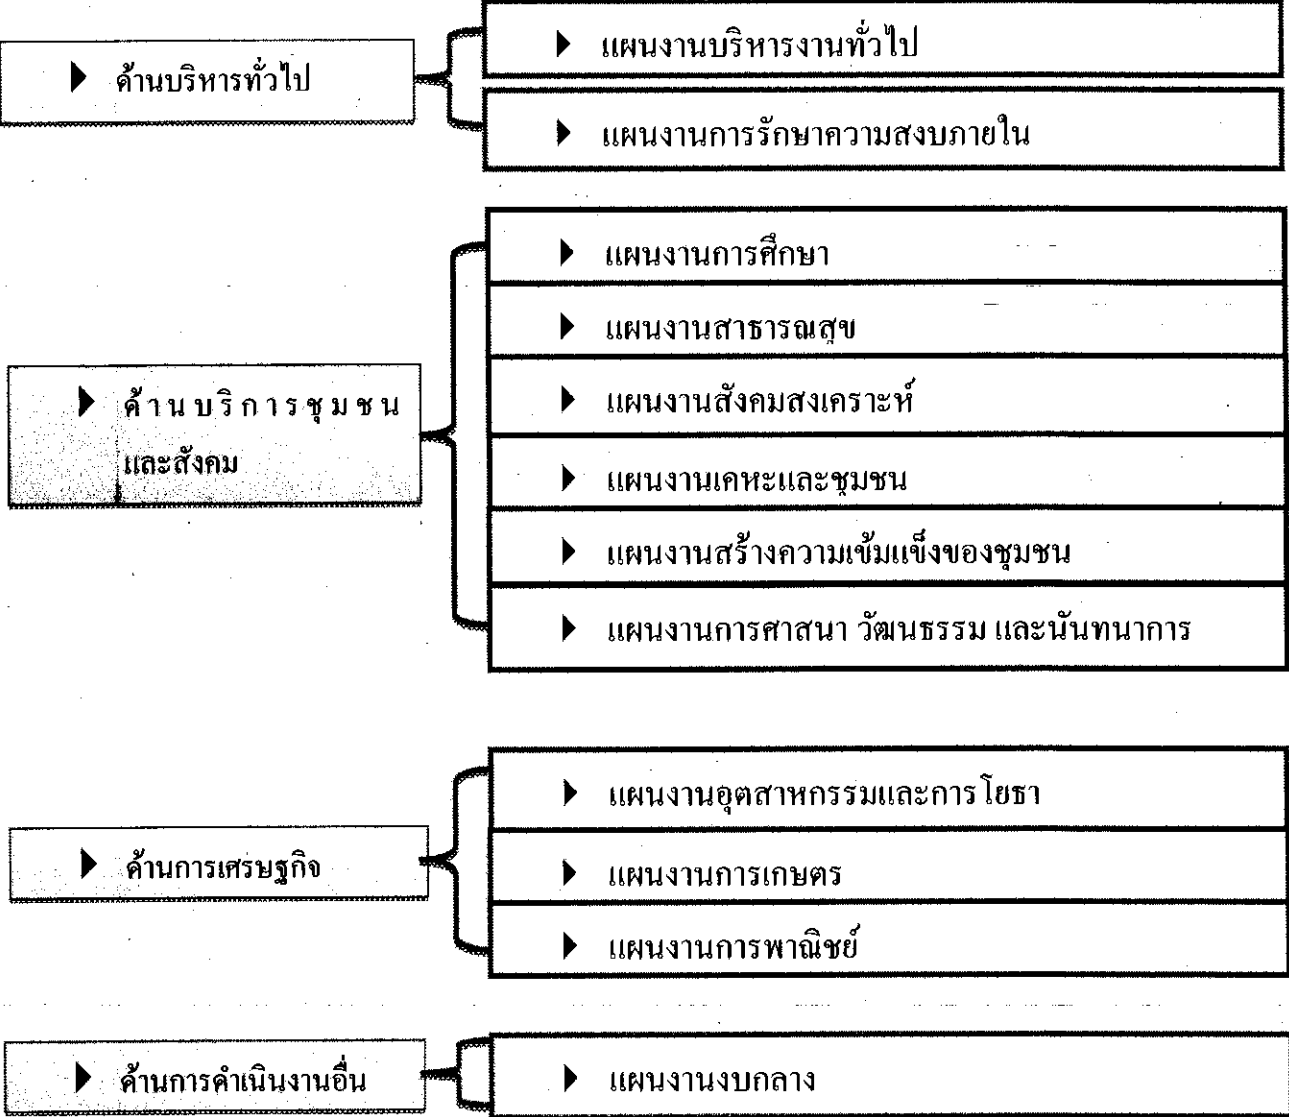 ด้านบริหารทั่วไป
แผนงานบริหารงานทั่วไป
แผนงานการรักษาความสงบภายใน
ด้านบริการชุมชน
และสังคม
แผนงานการศึกษา
แผนงานสาธารณสุข
แผนงานสังคมสงเคราะห์
แผนงานเคหะและชุมชน
แผนงานสร้างความเข้มแข็งของชุมชน
แผนงานการศาสนา วัฒนธรรม และนันทนาการ
ด้านการเศรษฐกิจ
แผนงานอุตสาหกรรมและการโยธา
แผนงานการเกษตร
แผนงานการพาณิชย์
ด้านการดำเนินงานอื่น
แผนงานงบกลาง